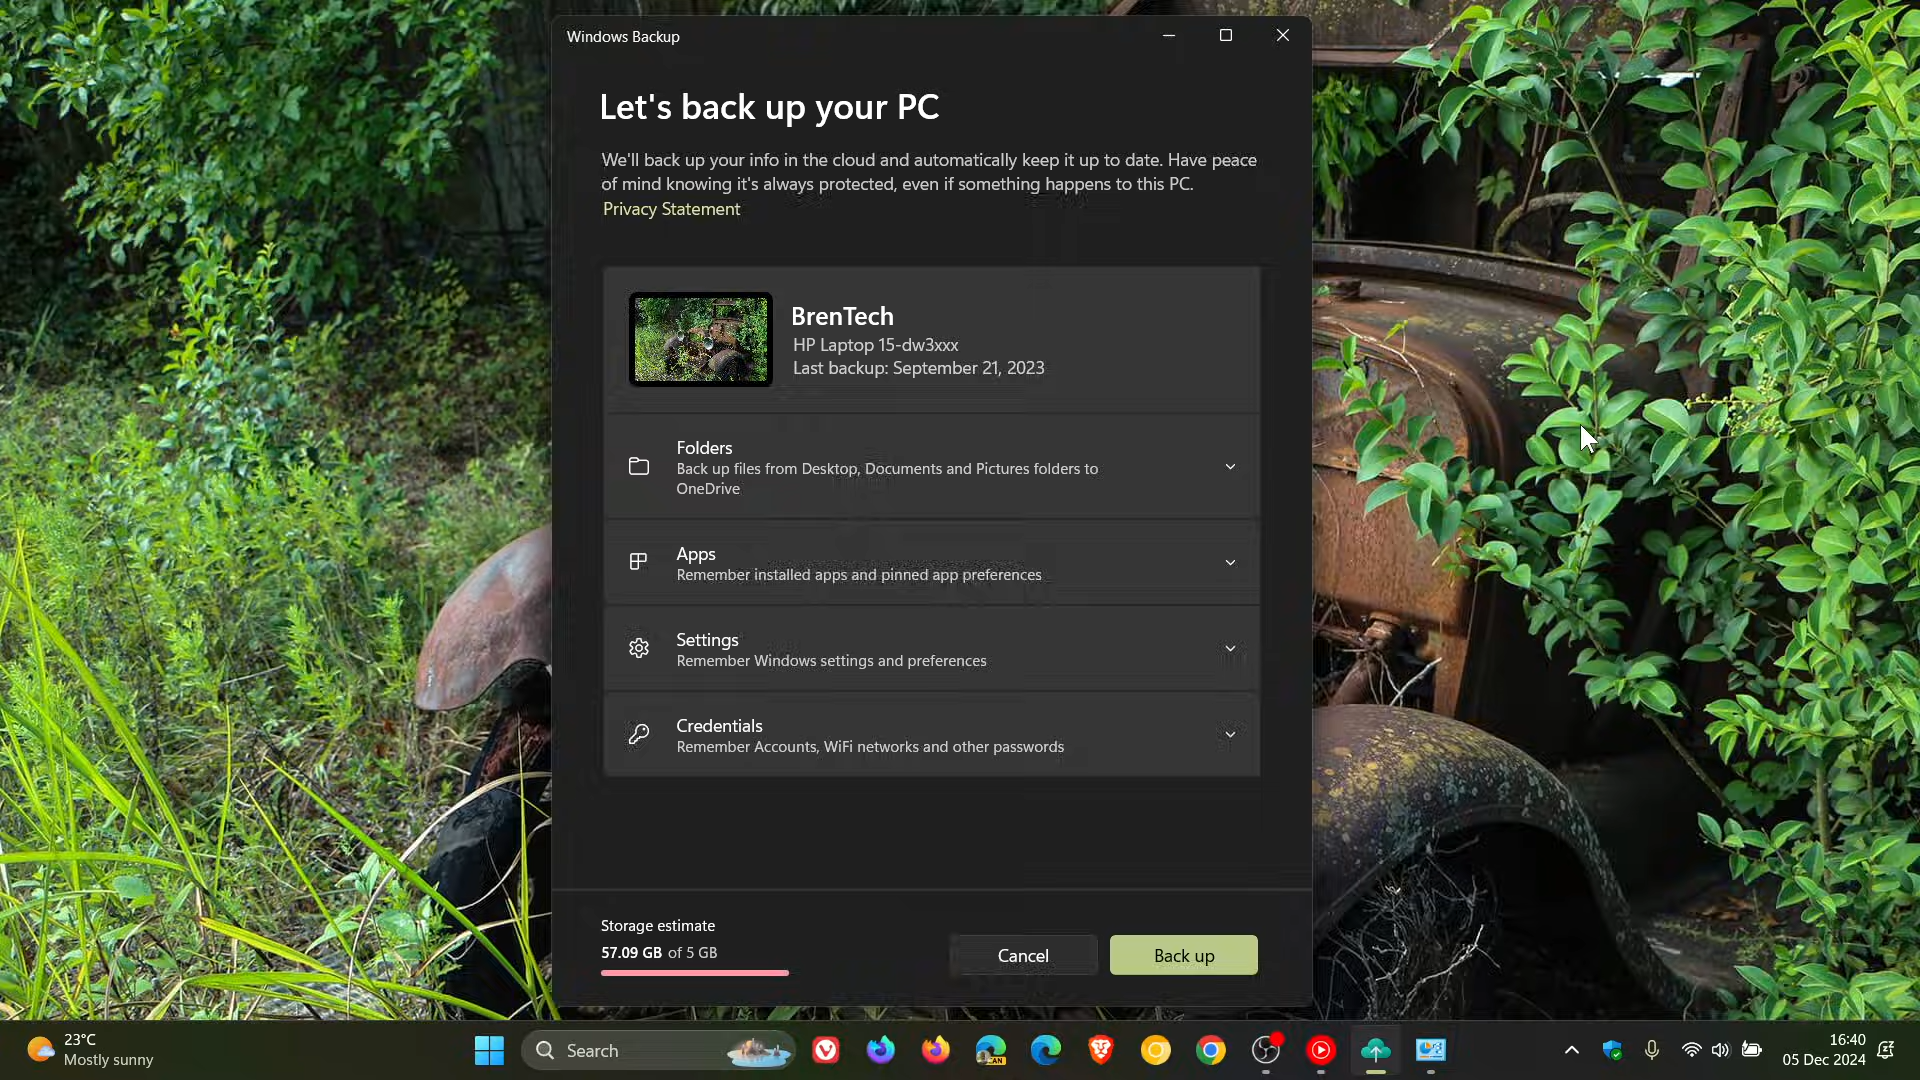 Windows Backup
Let's back up your PC
We'll back up your info in the cloud and automatically keep it up to date. Have peace
of mind knowing it's always protected, even if something happens to this PC.
Privacy Statement
BrenTech
HP Laptop 15-dw3xxx
Last backup: September 21, 2023
Folders
Back up files from Desktop, Documents and Pictures folders to
OneDrive
Apps
Remember installed apps and pinned app preferences
Settings
Remember Windows settings and preferences
Credentials
Remember Accounts, WiFi networks and other passwords
Storage estimate
57.09 GB of 5 GB
Cancel
Back up
23°C
Mostly sunny
Search
CAN
16:40
05 Dec 2024